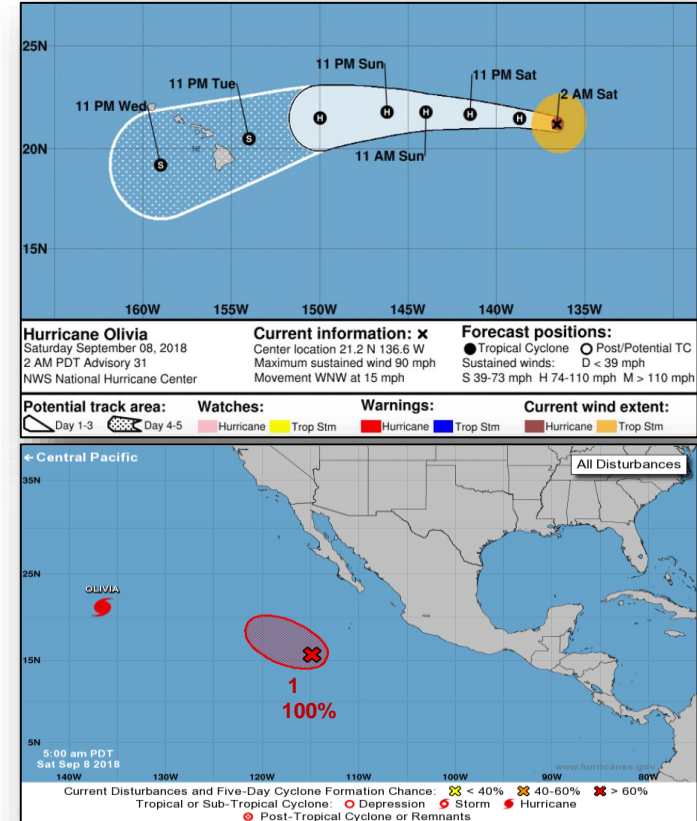 25N
20N
15N
11 PM Sun
11 PM Tue
11 PM Sat
11 PM Wed
2 AM Sat
11 AM Sun
H
H
H
H
H
S
S
HI
160W 155W 150W 145W 140W 135W
Hurricane Olivia
Saturday September 08, 2018
2 AM PDT Advisory 31
NWS National Hurricane Center
Current information: x
Center location 21.2 N 136.6 W
Maximum sustained wind 90 mph
Movement WNW at 15 mph
Forecast positions:
Tropical Cyclone Post/Potential TC
Sustained winds: D < 39 mph
S 39-73 mph H 74-110 mph M > 110 mph
Potential track area:
Day 1-3 Day 4-5
Watches:
Hurricane Trop Stm
Warnings:
Hurricane Trop Stm
Current wind extent:
Hurricane Trop Stm
← Central Pacific
All Disturbances
35N
25N
15N
5N
OLIVIA
1
100%
5:00 am PDT
Sat Sep 8 2018
www.hurricanes.gov
140W 130W 120W 110W 100W 90W 80W
Current Disturbances and Five-Day Cyclone Formation Chance: < 40% 40-60% > 60%
Tropical or Sub-Tropical Cyclone: Depression Storm Hurricane
Post-Tropical Cyclone or Remnants